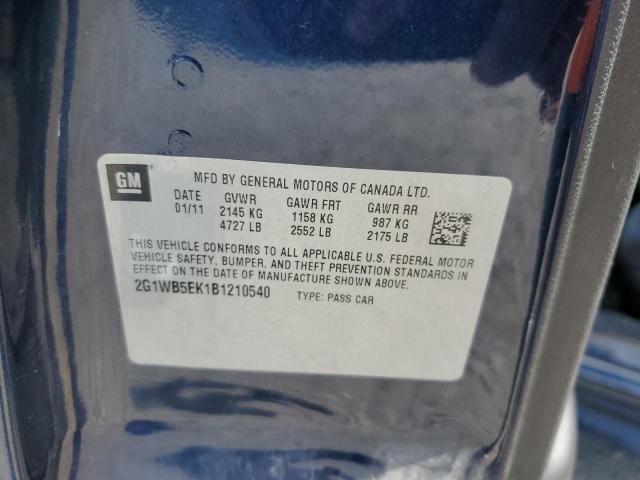 GM
MFD BY GENERAL MOTORS OF CANADA LTD.
DATE GVWR GAWR FRT GAWR RR
01/11 2145 KG 1158 KG 987 KG
4727 LB 2552 LB 2175 LB
THIS VEHICLE CONFORMS TO ALL APPLICABLE U.S. FEDERAL MOTOR
VEHICLE SAFETY, BUMPER, AND THEFT PREVENTION STANDARDS IN
EFFECT ON THE DATE OF MANUFACTURE SHOWN ABOVE.
2G1WB5EK1B1210540 TYPE: PASS CAR